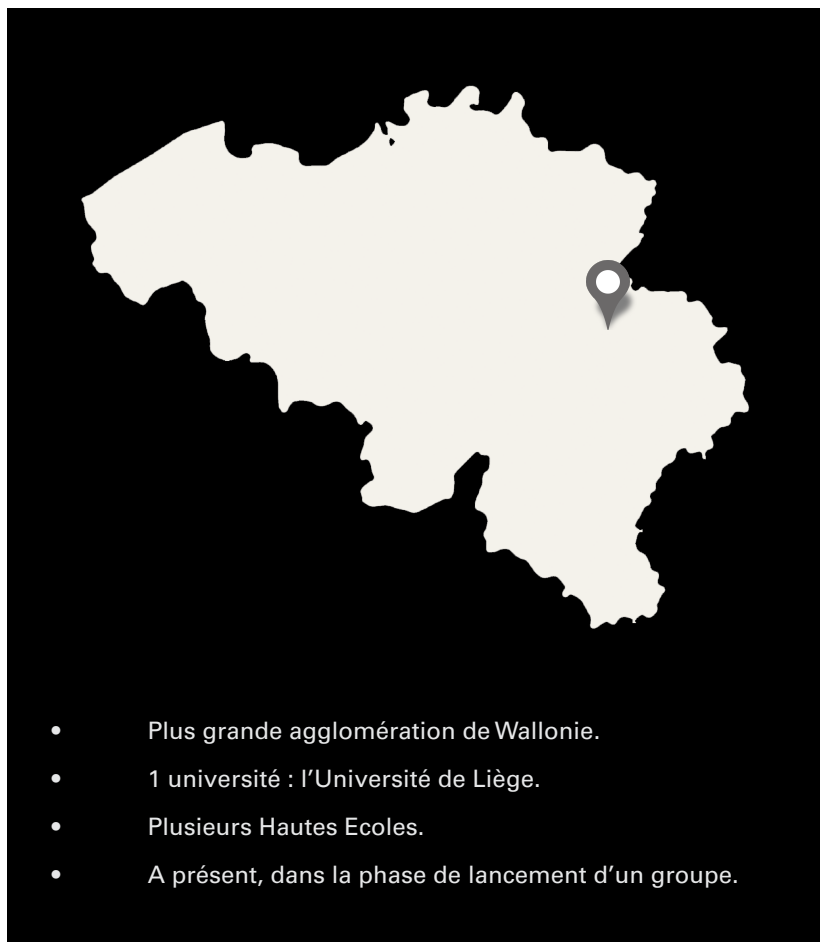 • Plus grande agglomération de Wallonie.
• 1 université : l’Université de Liège.
• Plusieurs Hautes Ecoles.
• A présent, dans la phase de lancement d’un groupe.